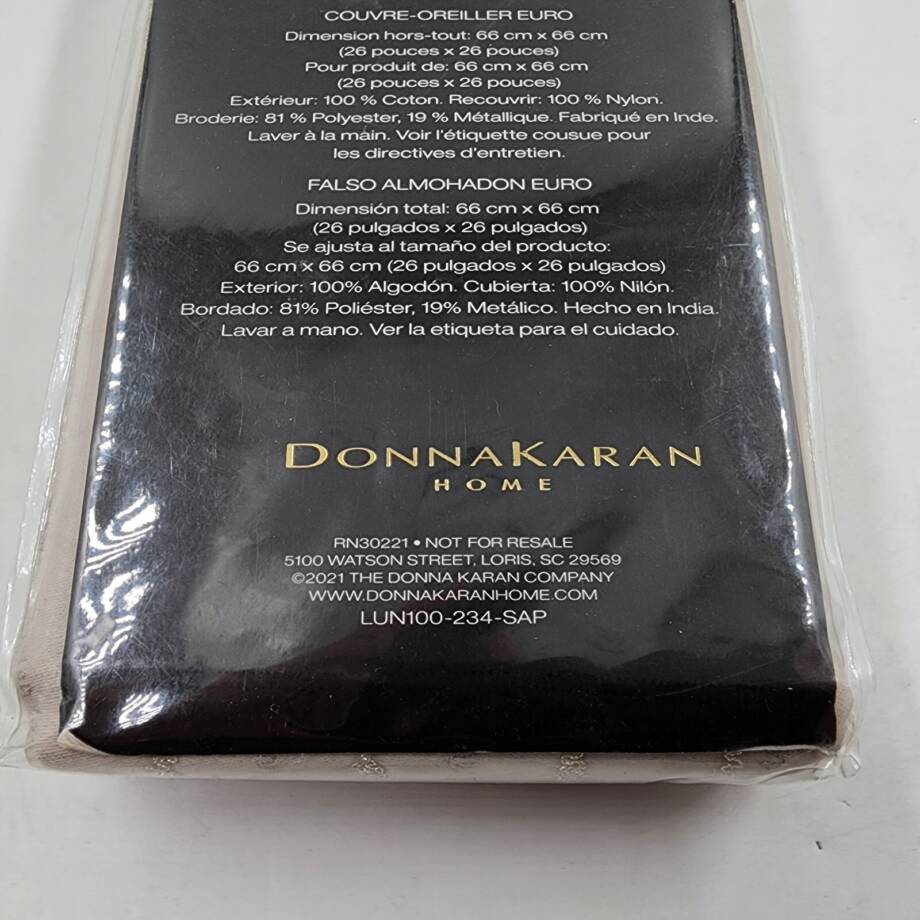 COUVRE-OREILLER EURO
Dimension hors-tout: 66 cm x 66 cm
(26 pouces x 26 pouces)
Pour produit de: 66 cm x 66 cm
(26 pouces x 26 pouces)
Extérieur: 100 % Coton. Recouvrir: 100 % Nylon.
Broderie: 81 % Polyester, 19 % Métallique. Fabriqué en Inde.
Laver à la main. Voir l'étiquette cousue pour
les directives d'entretien.
FALSO ALMOHADON EURO
Dimensión total: 66 cm x 66 cm
(26 pulgados x 26 pulgados)
Se ajusta al tamaño del producto:
66 cm x 66 cm (26 pulgados x 26 pulgados)
Exterior: 100% Algodón. Cubierta: 100% Nilón.
Bordado: 81% Poliéster, 19% Metálico. Hecho en India.
Lavar a mano. Ver la etiqueta para el cuidado.
DONNAKARAN
HOME
RN30221 • NOT FOR RESALE
5100 WATSON STREET, LORIS, SC 29569
©2021 THE DONNA KARAN COMPANY
WWW.DONNAKARANHOME.COM
LUN100-234-SAP